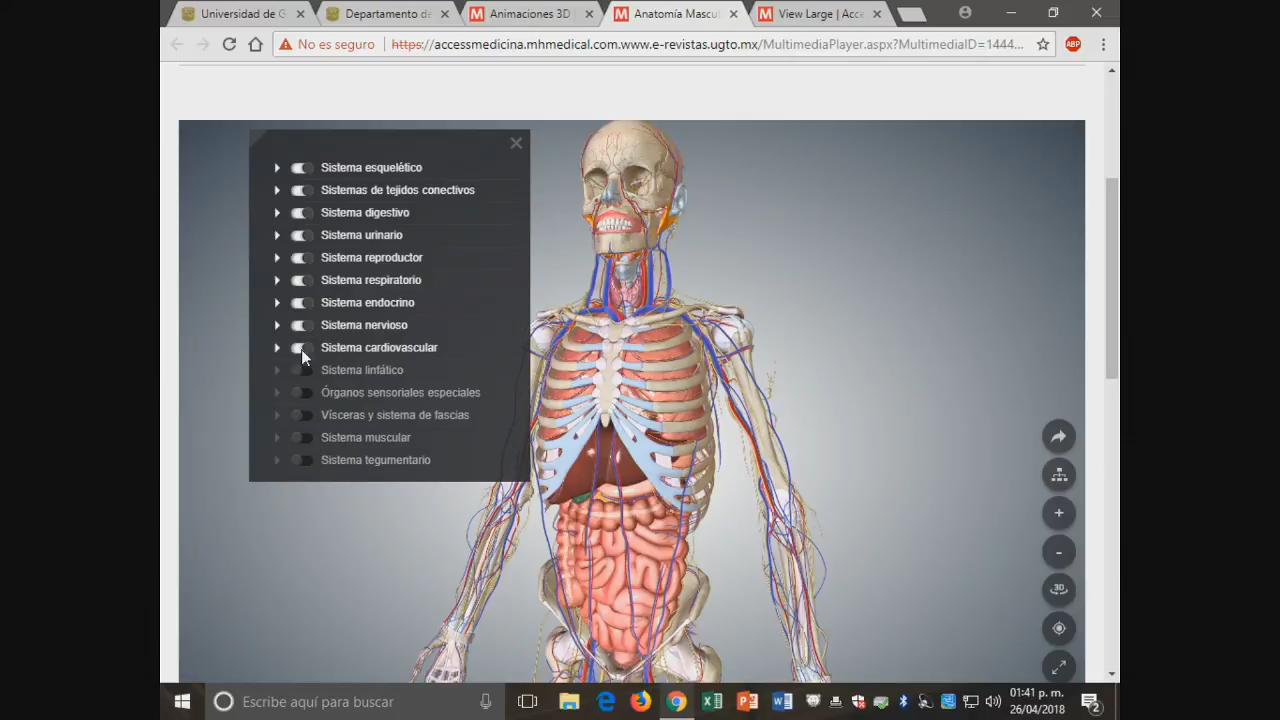 Universidad de G
Departamento de
Animaciones 3D
Anatomía Mascul
View Large | Acce
No es seguro
https://accessmedicina.mhmedical.com.www.e-revistas.ugto.mx/MultimediaPlayer.aspx?MultimediaID=1444...
ABP
Sistema esquelético
Sistemas de tejidos conectivos
Sistema digestivo
Sistema urinario
Sistema reproductor
Sistema respiratorio
Sistema endocrino
Sistema nervioso
Sistema cardiovascular
Sistema linfático
Órganos sensoriales especiales
Vísceras y sistema de fascias
Sistema muscular
Sistema tegumentario
3D
Escribe aquí para buscar
01:41 p. m.
26/04/2018
2